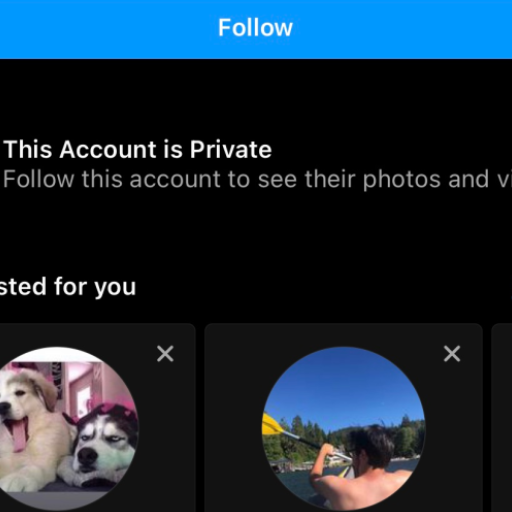 Follow
This Account is Private
Follow this account to see their photos and
sted for you